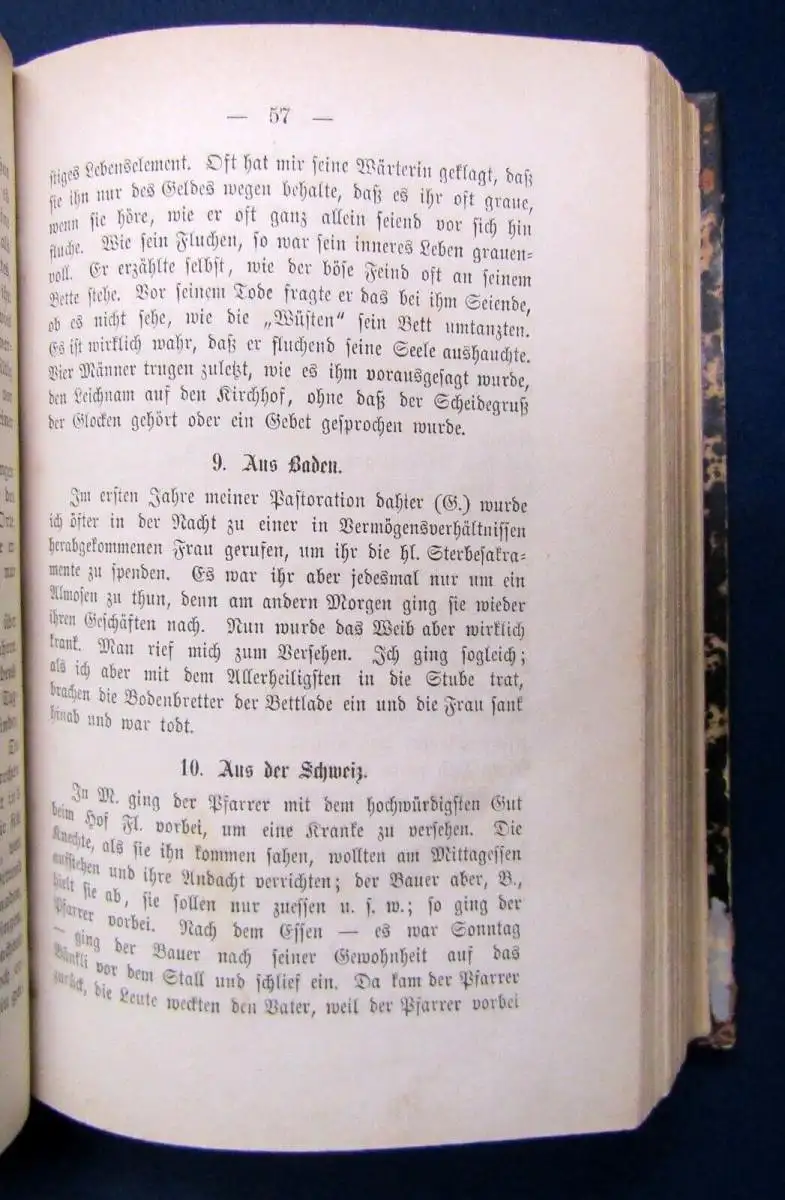 — 57 —
ſtiges Lebenselement. Oft hat mir ſeine Wärterin geklagt, daß
ſie ihn nur des Geldes wegen behalte, daß es ihr oft graue,
wenn ſie höre, wie er oft ganz allein ſeiend vor ſich hin
fluche. Wie ſein Fluchen, ſo war ſein inneres Leben grauen-
voll. Er erzählte ſelbſt, wie der böſe Feind oft an ſeinem
Bette ſtehe. Vor ſeinem Tode fragte er das bei ihm Seiende,
ob es nicht ſehe, wie die „Wüſten“ ſein Bett umtanzten.
Es iſt wirklich wahr, daß er fluchend ſeine Seele aushauchte.
Vier Männer trugen zuletzt, wie es ihm vorausgeſagt wurde,
den Leichnam auf den Kirchhof, ohne daß der Scheidegruß
der Glocken gehört oder ein Gebet geſprochen wurde.
9. Aus Baden.
Im erſten Jahre meiner Paſtoration dahier (G.) wurde
ich öfter in der Nacht zu einer in Vermögensverhältniſſen
herabgekommenen Frau gerufen, um ihr die hl. Sterbeſakra-
mente zu ſpenden. Es war ihr aber jedesmal nur um ein
Almoſen zu thun, denn am andern Morgen ging ſie wieder
ihren Geſchäften nach. Nun wurde das Weib aber wirklich
krank. Man rief mich zum Verſehen. Ich ging ſogleich;
als ich aber mit dem Allerheiligſten in die Stube trat,
brachen die Bodenbretter der Bettlade ein und die Frau ſank
hinab und war todt.
10. Aus der Schweiz.
In M. ging der Pfarrer mit dem hochwürdigſten Gut
beim Hof Fl. vorbei, um eine Kranke zu verſehen. Die
Knechte, als ſie ihn kommen ſahen, wollten am Mittageſſen
aufſtehen und ihre Andacht verrichten; der Bauer aber, B.,
hielt ſie ab, ſie ſollen nur zueſſen u. ſ. w.; ſo ging der
Pfarrer vorbei. Nach dem Eſſen — es war Sonntag
— ging der Bauer nach ſeiner Gewohnheit auf das
Bänkli vor dem Stall und ſchlief ein. Da kam der Pfarrer
zurück, die Leute weckten den Vater, weil der Pfarrer vorbei